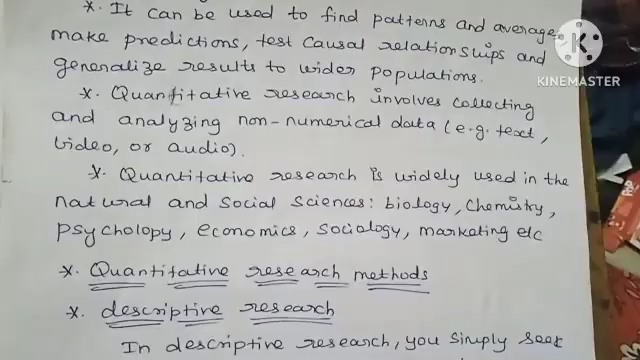 *. It can be used to find patterns and average,
make predictions, test causal relationships and
generalize results to wider populations.
*. Quantitative research involves collecting
and analyzing non-numerical data (e.g. text,
video, or audio).
*. Quantitative research is widely used in the
natural and social sciences: biology, Chemistry,
psycholopy, economics, sociology, marketing etc
*. Quantitative research methods
*. descriptive research
In descriptive research, you simply seek
KINEMASTER